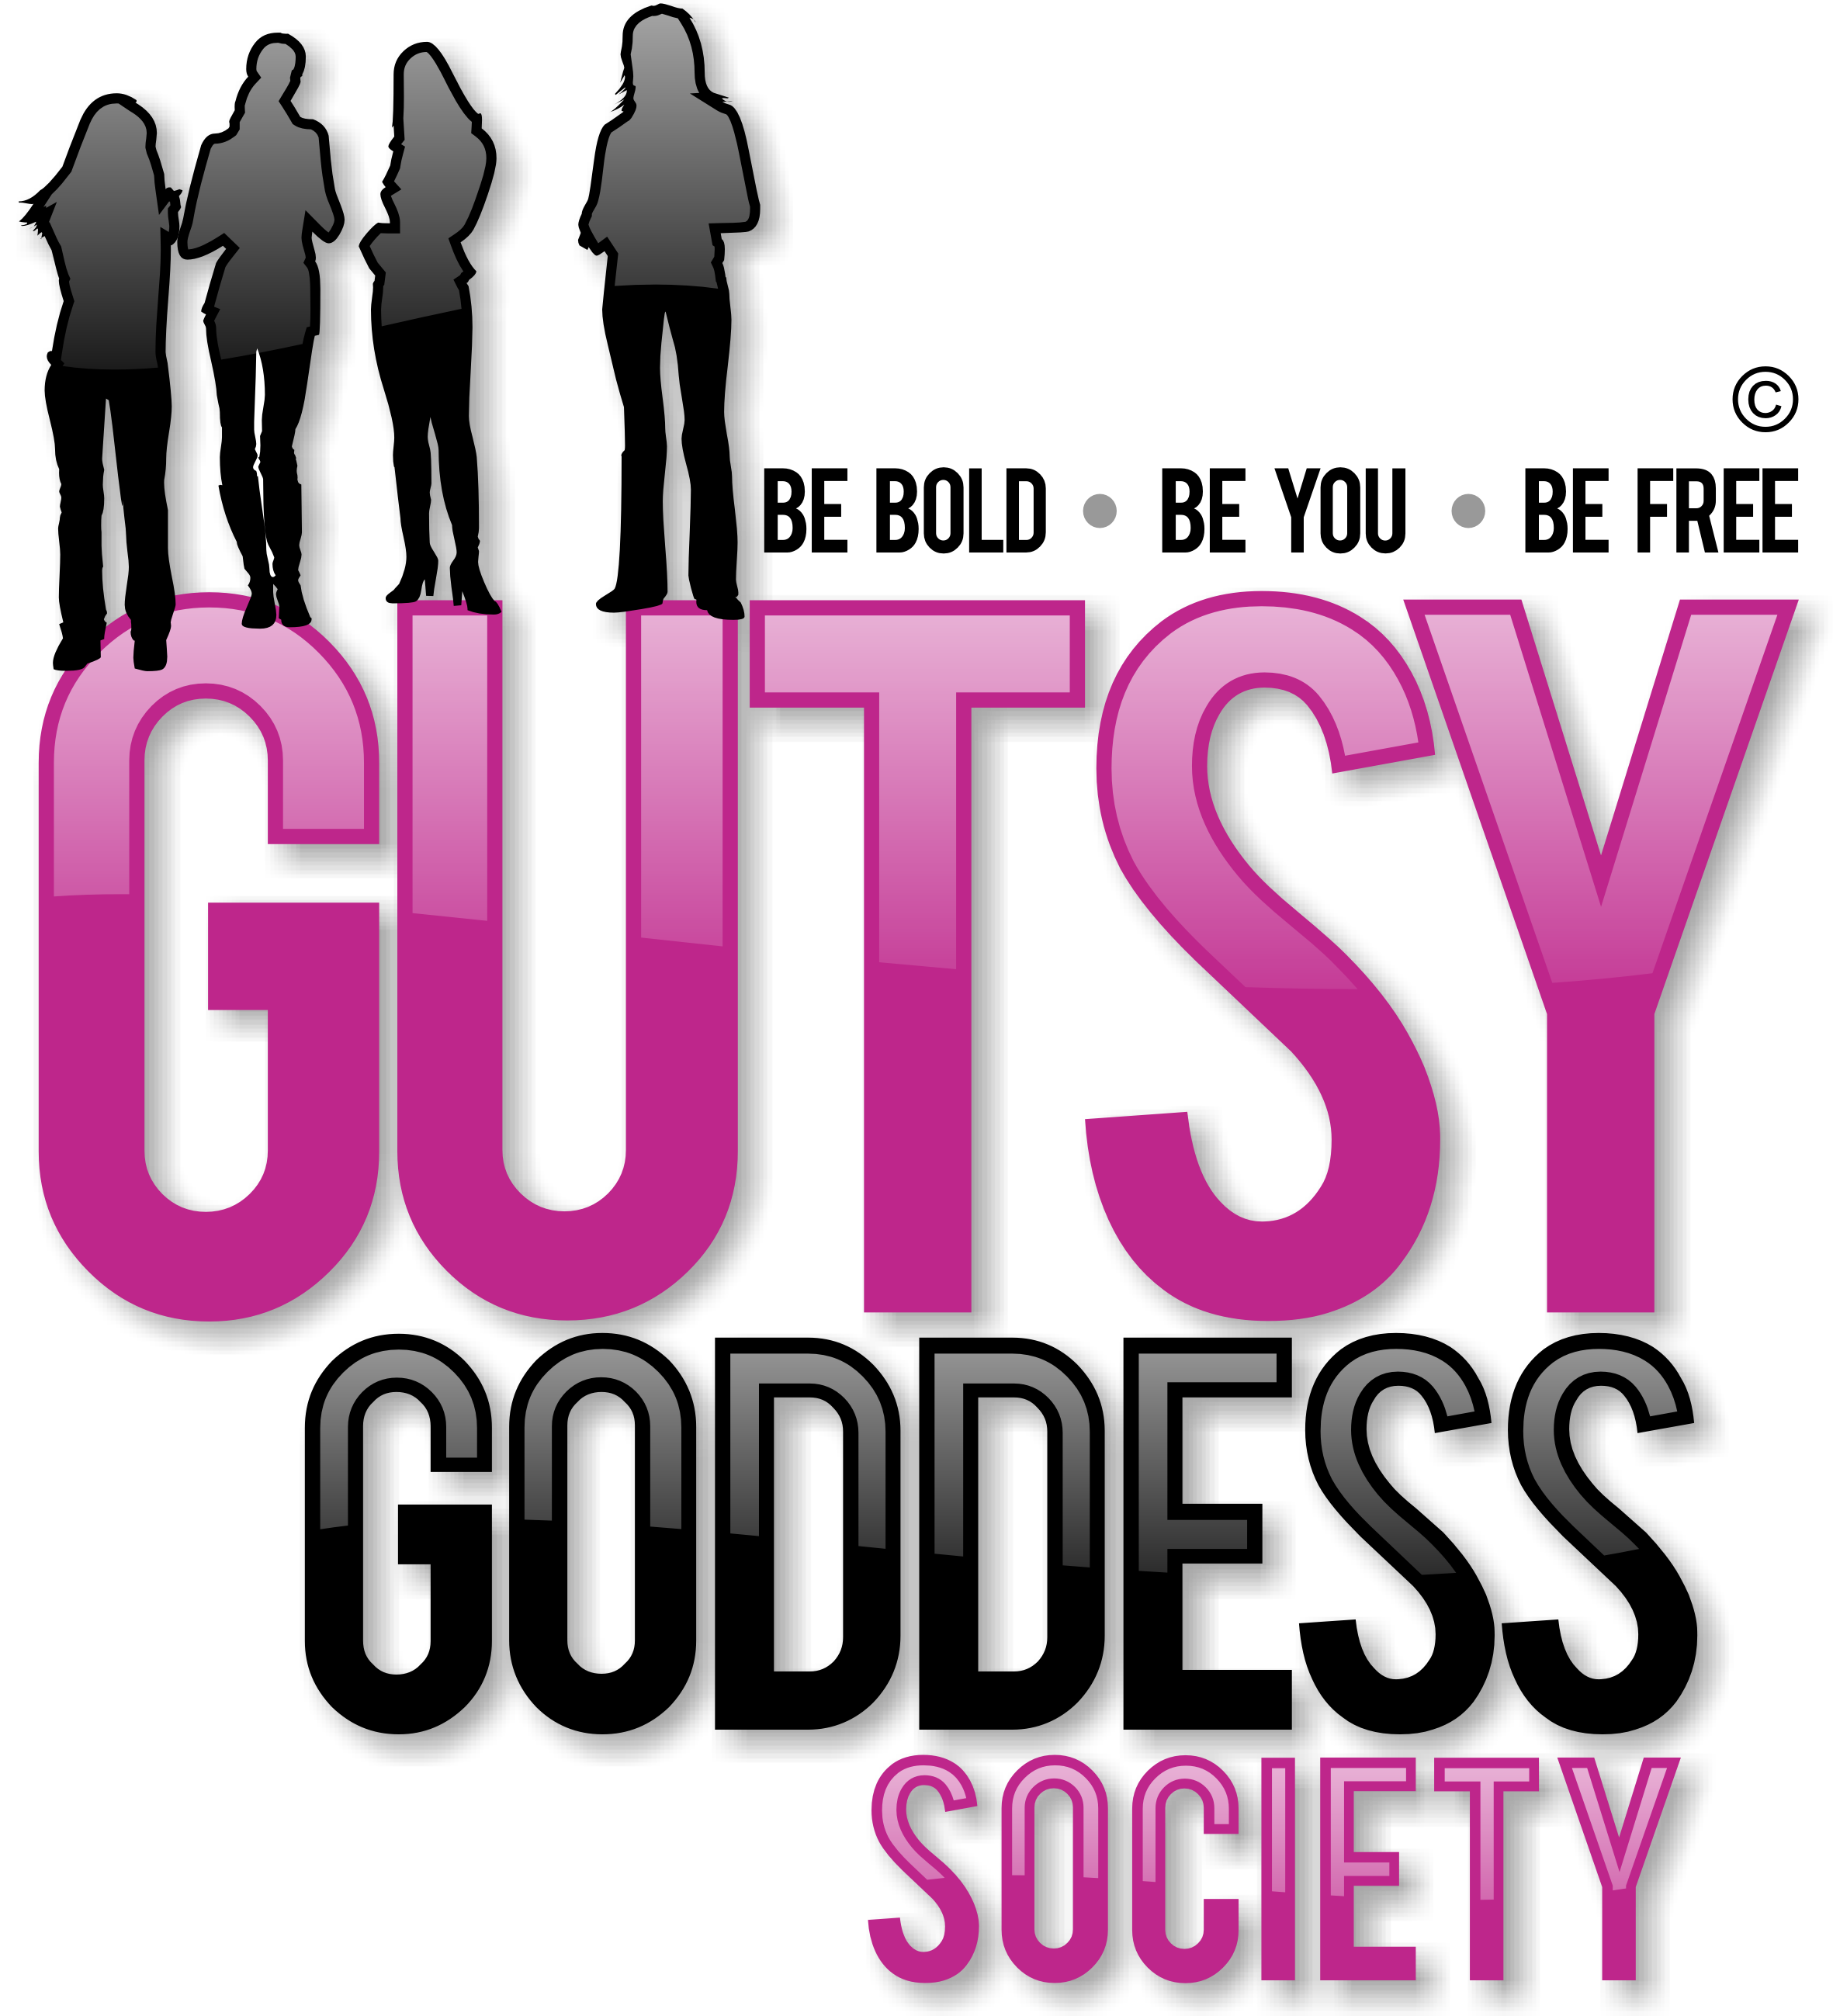 ©
BE BOLD • BE YOU • BE FREE
GUTSY
GODDESS
SOCIETY